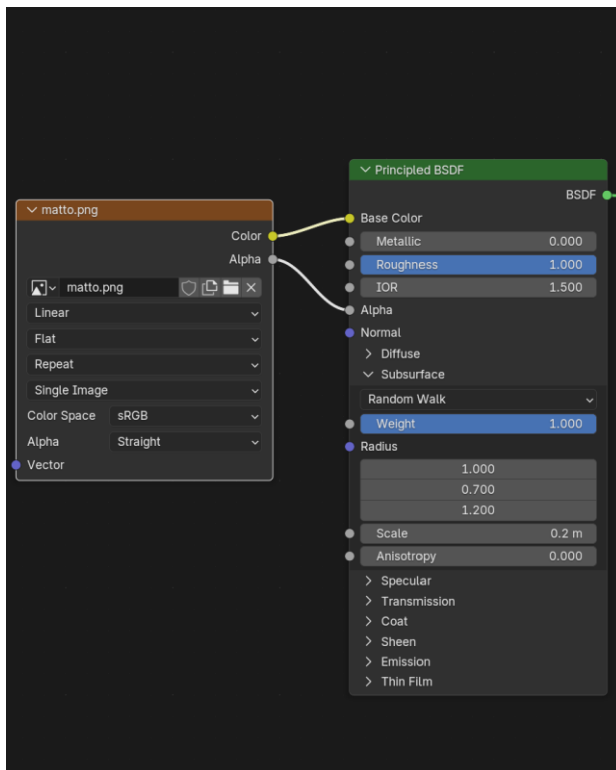 matto.png
Color
Alpha
matto.png
Linear
Flat
Repeat
Single Image
Color Space sRGB
Alpha Straight
Vector
Principled BSDF
BSDF
Base Color
Metallic 0.000
Roughness 1.000
IOR 1.500
Alpha
Normal
Diffuse
Subsurface
Random Walk
Weight 1.000
Radius
1.000
0.700
1.200
Scale 0.2 m
Anisotropy 0.000
Specular
Transmission
Coat
Sheen
Emission
Thin Film